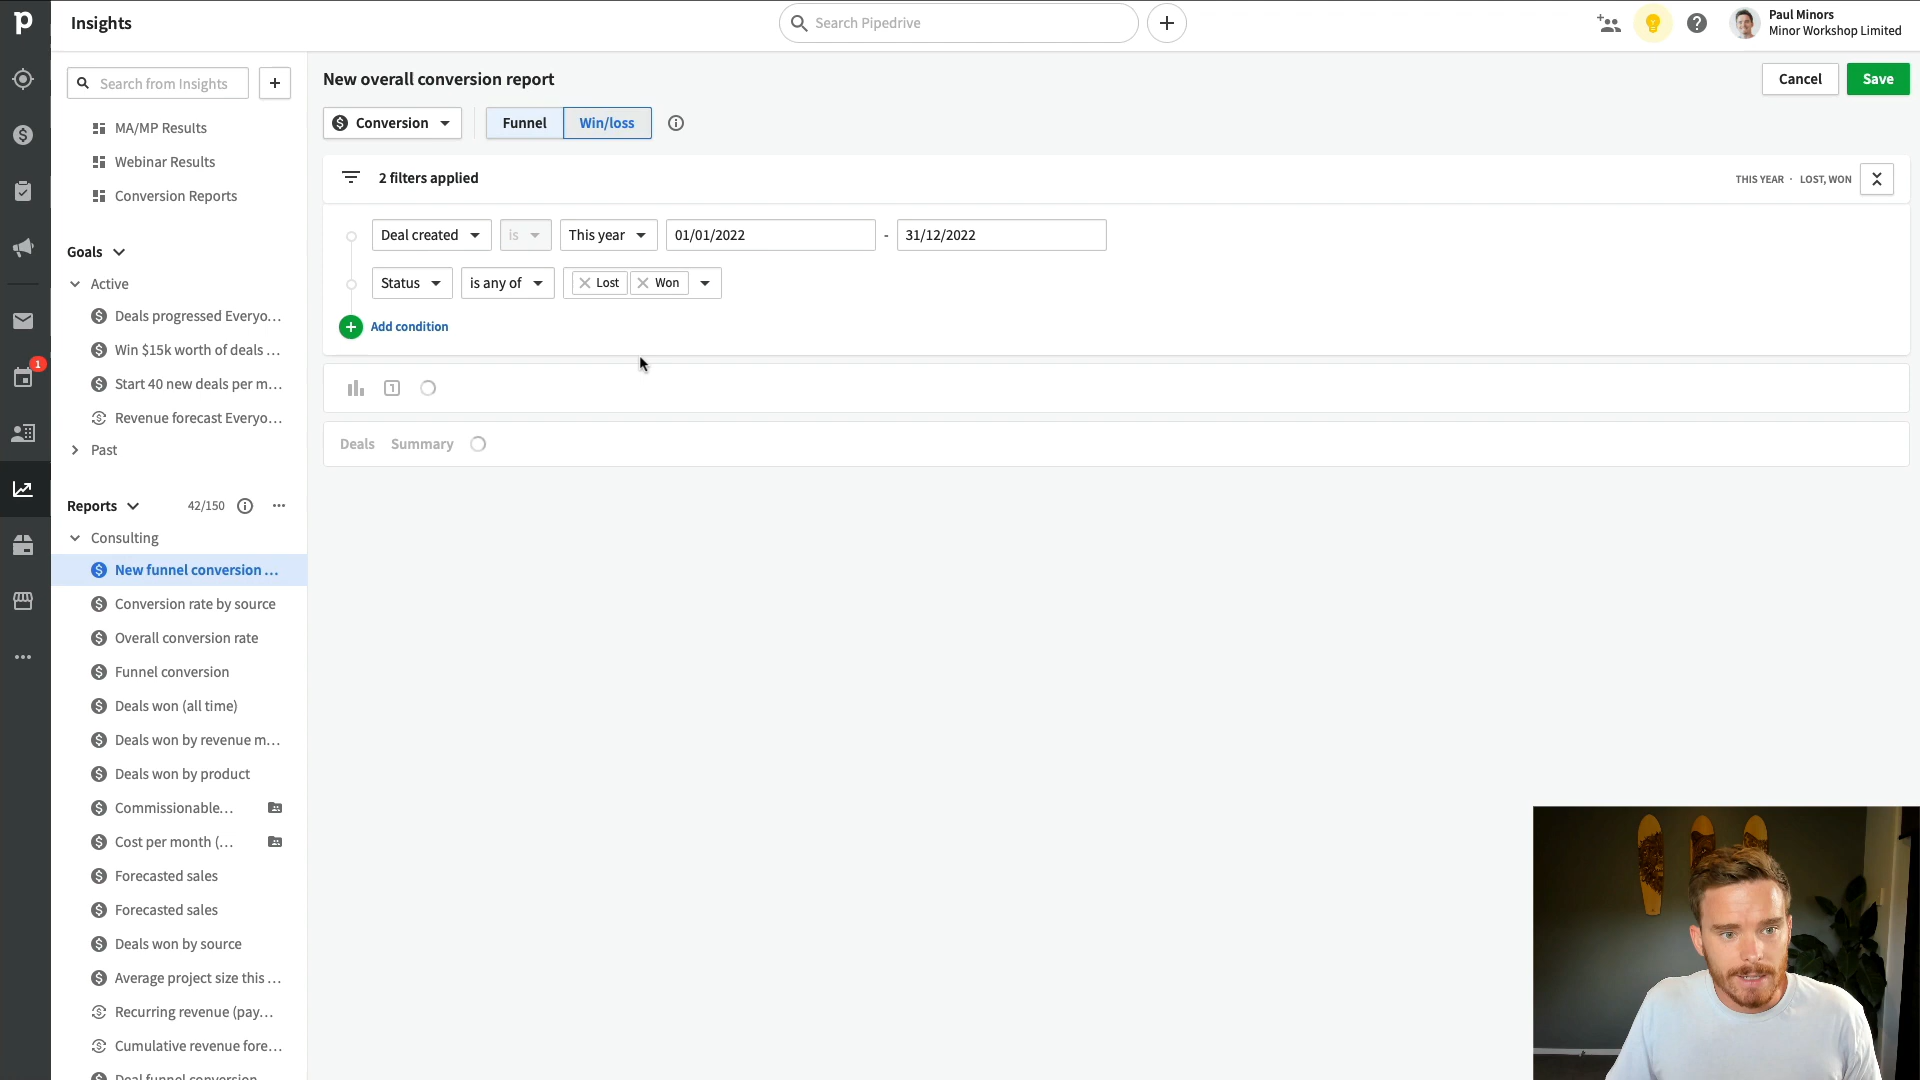 Insights
Search Pipedrive
Paul Minors
Minor Workshop Limited
Search from Insights
MA/MP Results
Webinar Results
Conversion Reports
Goals
Active
Deals progressed Everyo...
Win $15k worth of deals ...
Start 40 new deals per m...
Revenue forecast Everyo...
Past
1
Reports 42/150
Consulting
New funnel conversion ...
Conversion rate by source
Overall conversion rate
Funnel conversion
Deals won (all time)
Deals won by revenue m...
Deals won by product
Commissionable...
Cost per month (...
Forecasted sales
Forecasted sales
Deals won by source
Average project size this ...
Recurring revenue (pay...
Cumulative revenue fore...
Deal funnel conversion
New overall conversion report
Cancel Save
Conversion Funnel Win/loss
2 filters applied THIS YEAR · LOST, WON
Deal created is This year 01/01/2022 - 31/12/2022
Status is any of Lost Won
Add condition
1
Deals Summary